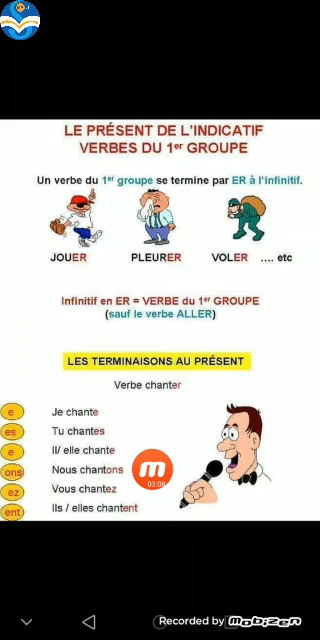 LE PRÉSENT DE L'INDICATIF
VERBES DU 1er GROUPE
Un verbe du 1er groupe se termine par ER à l'infinitif.
JOUER PLEURER VOLER .... etc
Infinitif en ER = VERBE du 1er GROUPE
(sauf le verbe ALLER)
LES TERMINAISONS AU PRÉSENT
Verbe chanter
e Je chante
es Tu chantes
e Il/ elle chante
ons Nous chantons
ez Vous chantez
ent Ils / elles chantent
02:08
Recorded by Mobizen